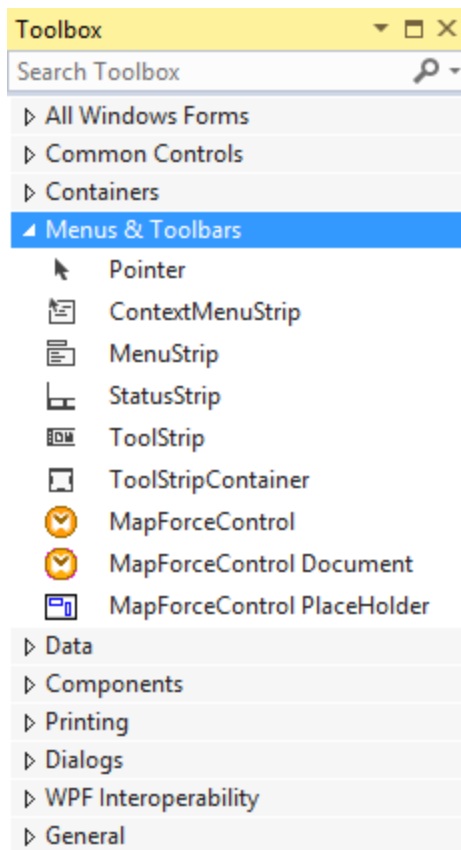 Toolbox
Search Toolbox
All Windows Forms
Common Controls
Containers
Menus & Toolbars
Pointer
ContextMenuStrip
MenuStrip
StatusStrip
ToolStrip
ToolStripContainer
MapForceControl
MapForceControl Document
MapForceControl PlaceHolder
Data
Components
Printing
Dialogs
WPF Interoperability
General